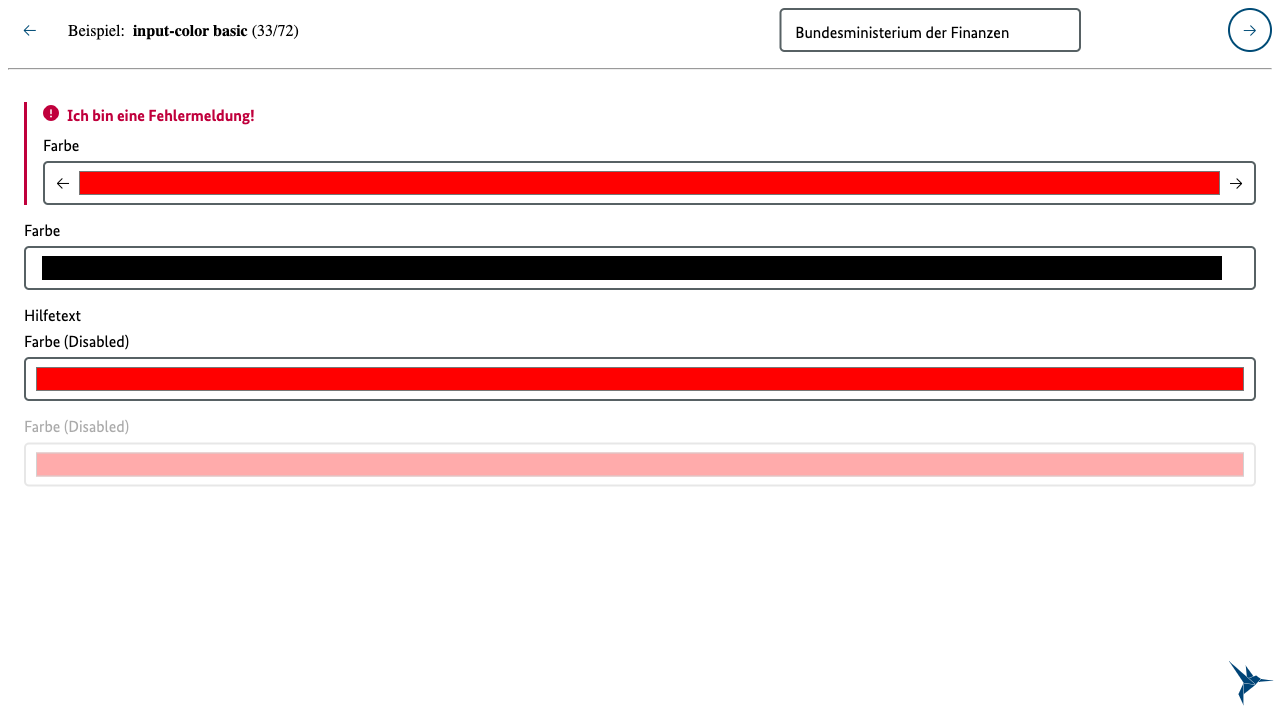 Beispiel: input-color basic (33/72)
Bundesministerium der Finanzen
Ich bin eine Fehlermeldung!
Farbe
Farbe
Hilfetext
Farbe (Disabled)
Farbe (Disabled)